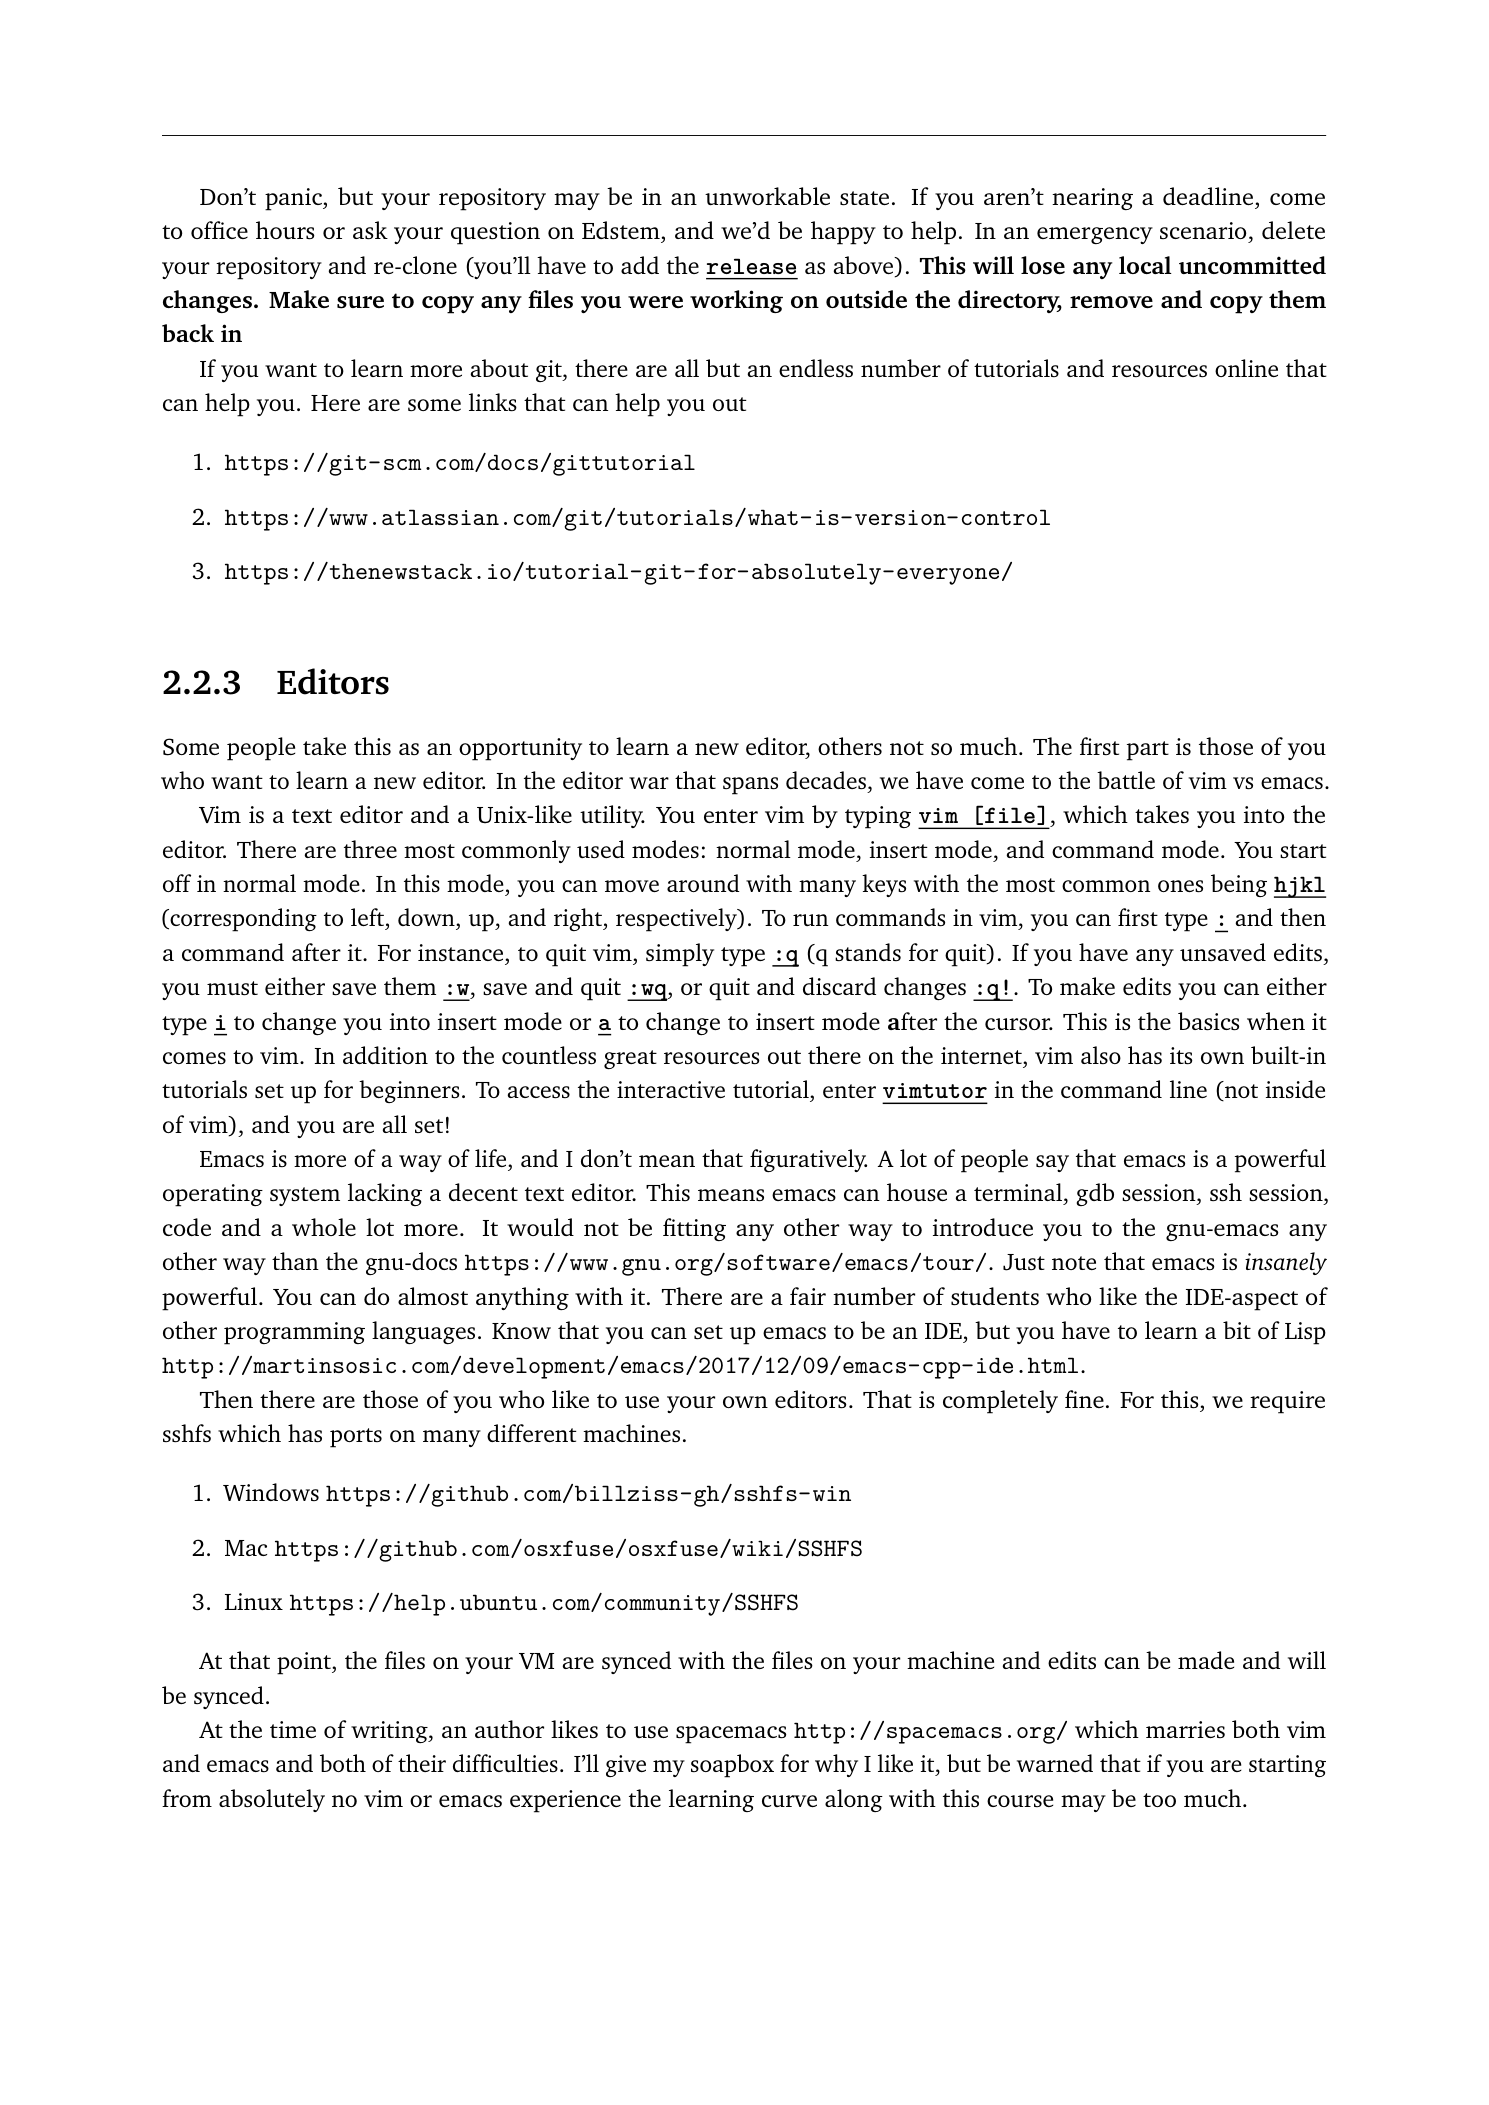 Don’t panic, but your repository may be in an unworkable state. If you aren’t nearing a deadline, come
to office hours or ask your question on Edstem, and we’d be happy to help. In an emergency scenario, delete
your repository and re-clone (you’ll have to add the release as above). This will lose any local uncommitted
changes. Make sure to copy any files you were working on outside the directory, remove and copy them
back in
If you want to learn more about git, there are all but an endless number of tutorials and resources online that
can help you. Here are some links that can help you out
1. https://git-scm.com/docs/gittutorial
2. https://www.atlassian.com/git/tutorials/what-is-version-control
3. https://thenewstack.io/tutorial-git-for-absolutely-everyone/
2.2.3 Editors
Some people take this as an opportunity to learn a new editor, others not so much. The first part is those of you
who want to learn a new editor. In the editor war that spans decades, we have come to the battle of vim vs emacs.
Vim is a text editor and a Unix-like utility. You enter vim by typing vim [file], which takes you into the
editor. There are three most commonly used modes: normal mode, insert mode, and command mode. You start
off in normal mode. In this mode, you can move around with many keys with the most common ones being hjkl
(corresponding to left, down, up, and right, respectively). To run commands in vim, you can first type : and then
a command after it. For instance, to quit vim, simply type :q (q stands for quit). If you have any unsaved edits,
you must either save them :w, save and quit :wq, or quit and discard changes :q!. To make edits you can either
type i to change you into insert mode or a to change to insert mode after the cursor. This is the basics when it
comes to vim. In addition to the countless great resources out there on the internet, vim also has its own built-in
tutorials set up for beginners. To access the interactive tutorial, enter vimtutor in the command line (not inside
of vim), and you are all set!
Emacs is more of a way of life, and I don’t mean that figuratively. A lot of people say that emacs is a powerful
operating system lacking a decent text editor. This means emacs can house a terminal, gdb session, ssh session,
code and a whole lot more. It would not be fitting any other way to introduce you to the gnu-emacs any
other way than the gnu-docs https://www.gnu.org/software/emacs/tour/. Just note that emacs is insanely
powerful. You can do almost anything with it. There are a fair number of students who like the IDE-aspect of
other programming languages. Know that you can set up emacs to be an IDE, but you have to learn a bit of Lisp
http://martinsosic.com/development/emacs/2017/12/09/emacs-cpp-ide.html.
Then there are those of you who like to use your own editors. That is completely fine. For this, we require
sshfs which has ports on many different machines.
1. Windows https://github.com/billziss-gh/sshfs-win
2. Mac https://github.com/osxfuse/osxfuse/wiki/SSHFS
3. Linux https://help.ubuntu.com/community/SSHFS
At that point, the files on your VM are synced with the files on your machine and edits can be made and will
be synced.
At the time of writing, an author likes to use spacemacs http://spacemacs.org/ which marries both vim
and emacs and both of their difficulties. I’ll give my soapbox for why I like it, but be warned that if you are starting
from absolutely no vim or emacs experience the learning curve along with this course may be too much.